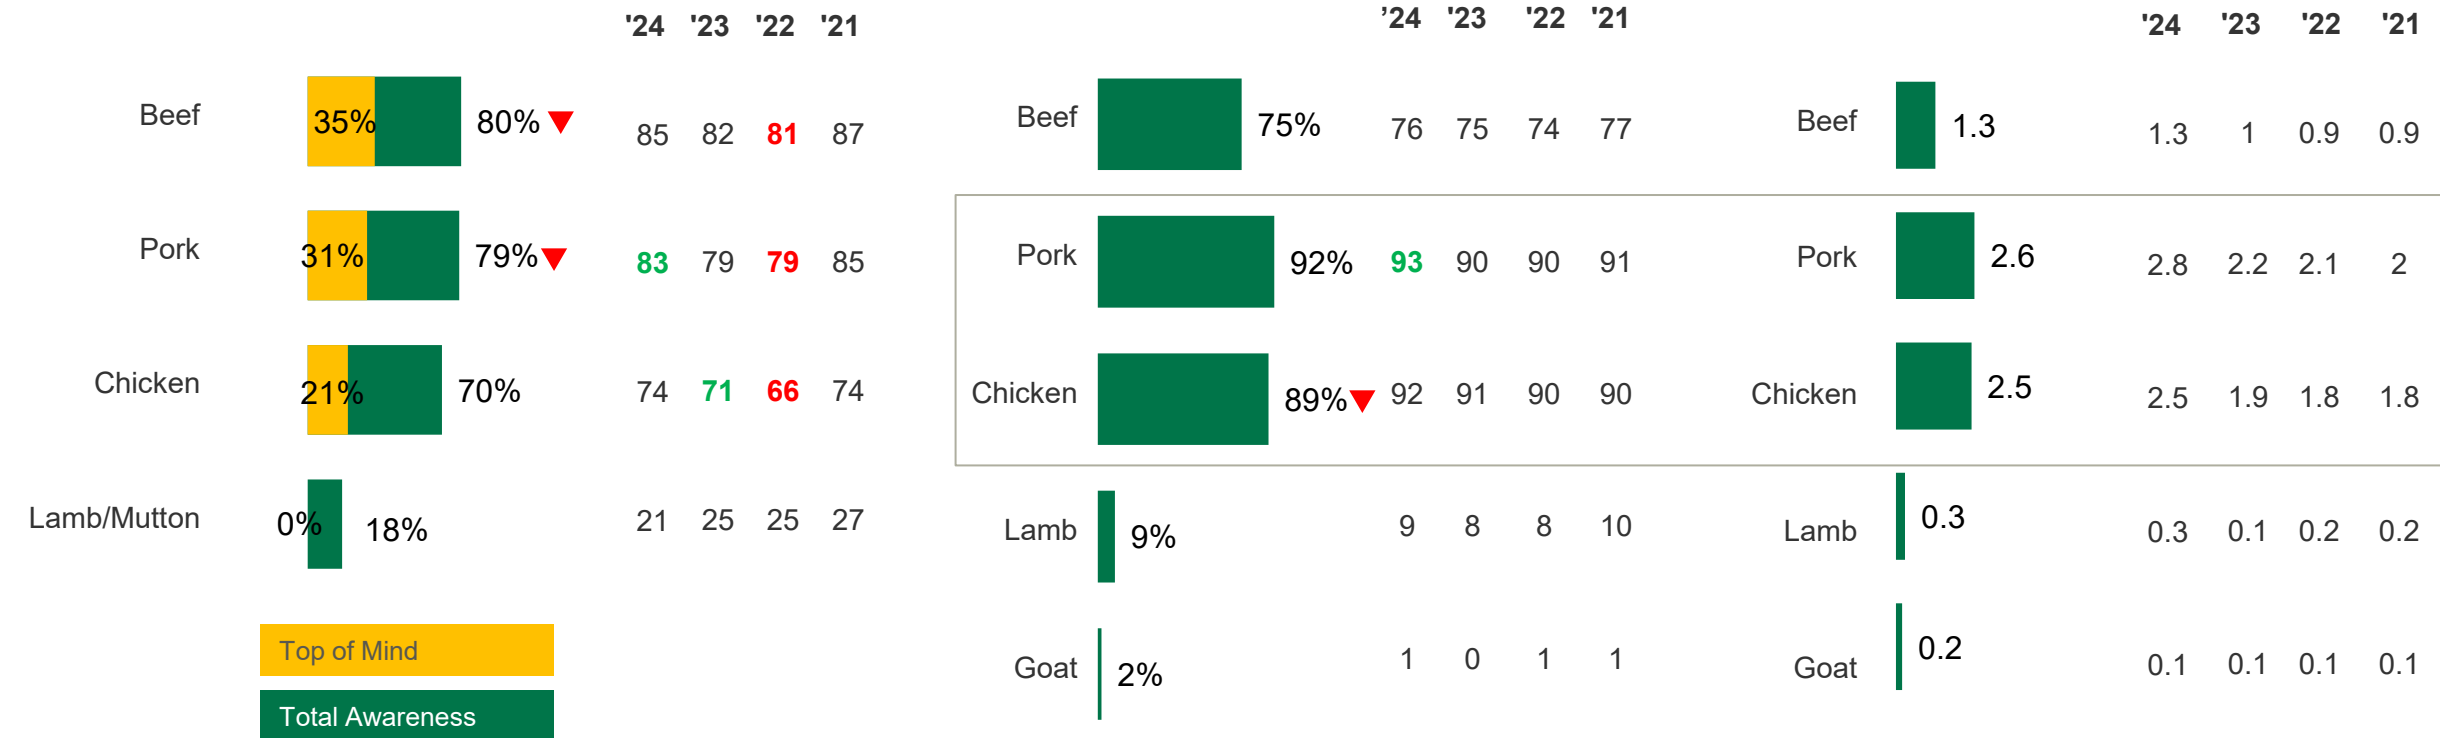 '24 '23 '22 '21
Beef 35% 80% 85 82 81 87
Pork 31% 79% 83 79 79 85
Chicken 21% 70% 74 71 66 74
Lamb/Mutton 0% 18% 21 25 25 27
Top of Mind
Total Awareness
’24 '23 '22 '21
Beef 75% 76 75 74 77
Pork 92% 93 90 90 91
Chicken 89% 92 91 90 90
Lamb 9% 9 8 8 10
Goat 2% 1 0 1 1
'24 '23 '22 '21
Beef 1.3 1.3 1 0.9 0.9
Pork 2.6 2.8 2.2 2.1 2
Chicken 2.5 2.5 1.9 1.8 1.8
Lamb 0.3 0.3 0.1 0.2 0.2
Goat 0.2 0.1 0.1 0.1 0.1